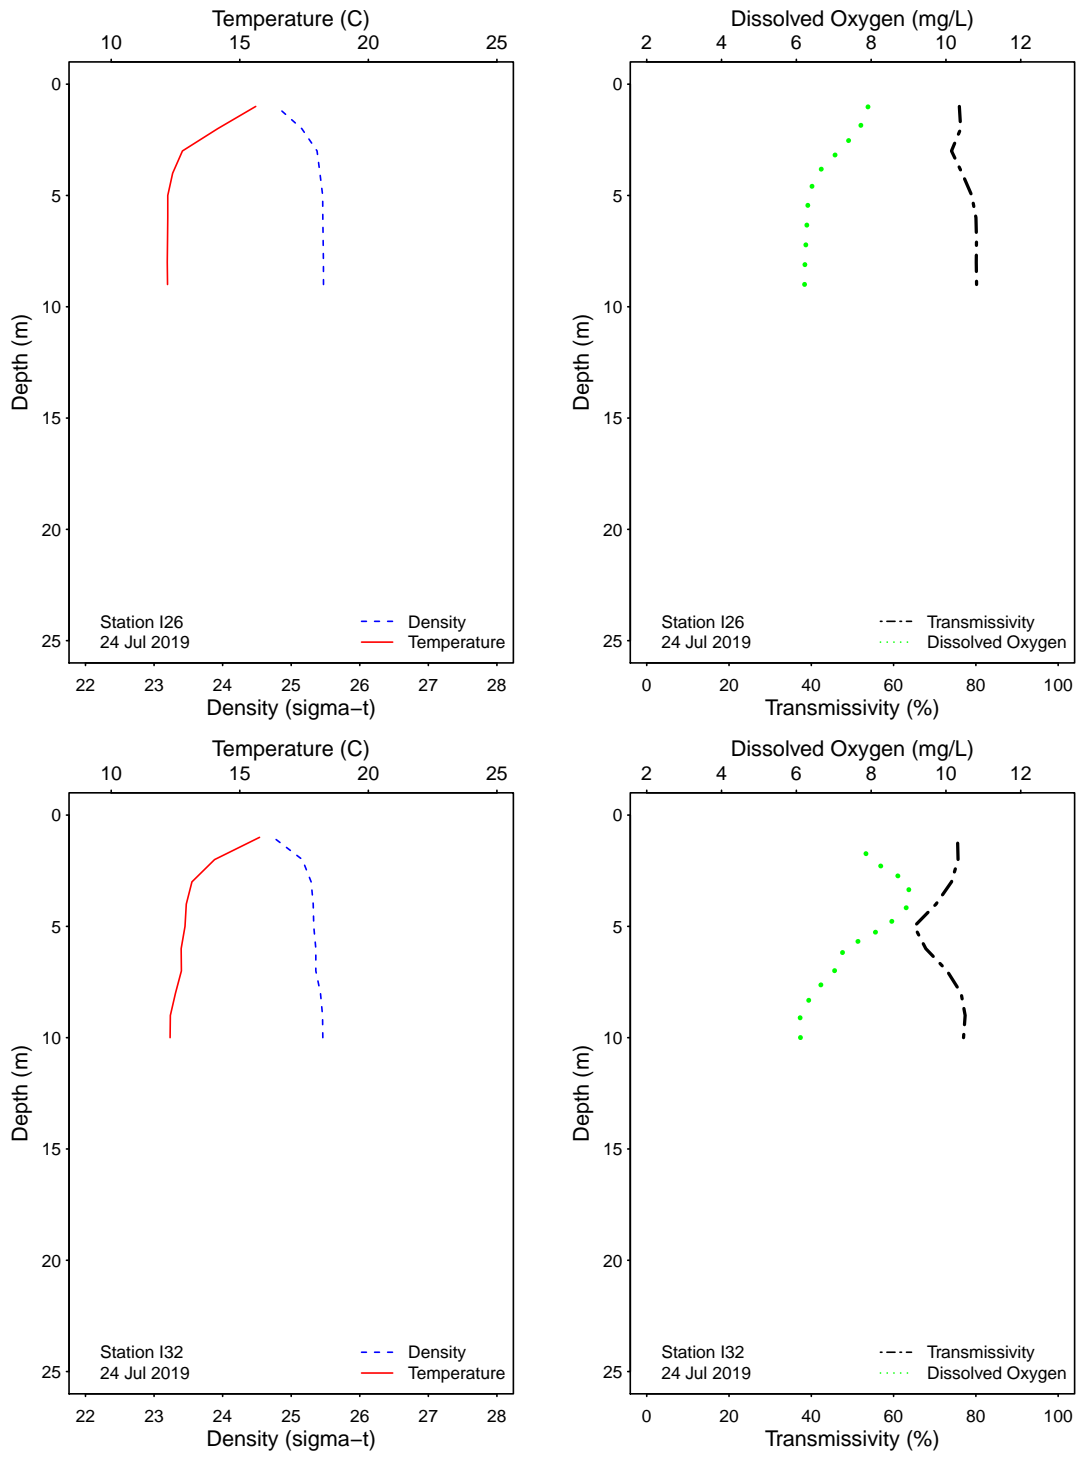 Temperature (C)
10 15 20 25
0
5
10
15
20
25
Depth (m)
Station I26
24 Jul 2019
Density
Temperature
22 23 24 25 26 27 28
Density (sigma−t)
Dissolved Oxygen (mg/L)
2 4 6 8 10 12
0
5
10
15
20
25
Depth (m)
Station I26
24 Jul 2019
Transmissivity
Dissolved Oxygen
0 20 40 60 80 100
Transmissivity (%)
Temperature (C)
10 15 20 25
0
5
10
15
20
25
Depth (m)
Station I32
24 Jul 2019
Density
Temperature
22 23 24 25 26 27 28
Density (sigma−t)
Dissolved Oxygen (mg/L)
2 4 6 8 10 12
0
5
10
15
20
25
Depth (m)
Station I32
24 Jul 2019
Transmissivity
Dissolved Oxygen
0 20 40 60 80 100
Transmissivity (%)